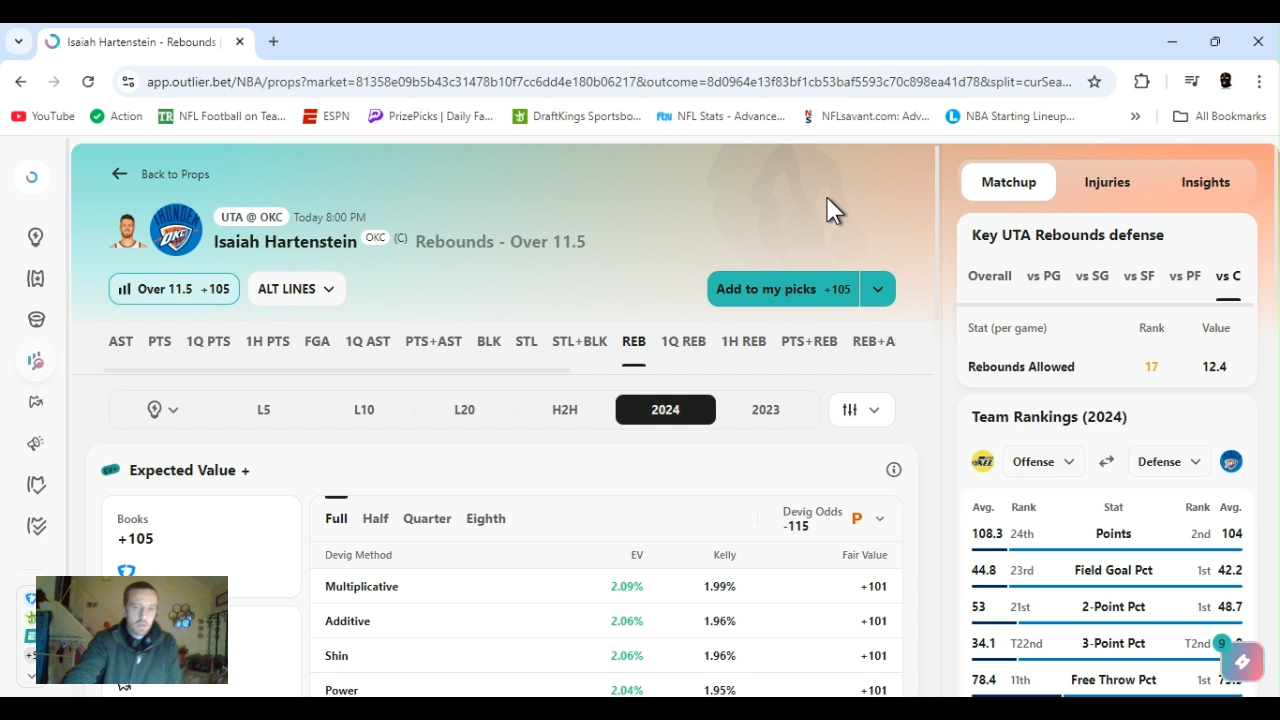 Isaiah Hartenstein - Rebounds
app.outlier.bet/NBA/props?market=81358e09b5b43c31478b10f7cc6dd4e180b06217&outcome=8d0964e13f83bf1cb53baf5593c70c898ea41d78&split=curSea...
YouTube Action NFL Football on Tea... ESPN PrizePicks | Daily Fa... DraftKings Sportsbo... NFL Stats - Advance... NFLsavant.com: Adv... NBA Starting Lineup... » All Bookmarks
Back to Props
UTA @ OKC Today 8:00 PM
Isaiah Hartenstein OKC (C) Rebounds - Over 11.5
Over 11.5 +105 ALT LINES Add to my picks +105
AST PTS 1Q PTS 1H PTS FGA 1Q AST PTS+AST BLK STL STL+BLK REB 1Q REB 1H REB PTS+REB REB+A
L5 L10 L20 H2H 2024 2023
Expected Value +
Books
+105
Full Half Quarter Eighth
Devig Odds
-115 P
Devig Method EV Kelly Fair Value
Multiplicative 2.09% 1.99% +101
Additive 2.06% 1.96% +101
Shin 2.06% 1.96% +101
Power 2.04% 1.95% +101
Matchup Injuries Insights
Key UTA Rebounds defense
Overall vs PG vs SG vs SF vs PF vs C
Stat (per game) Rank Value
Rebounds Allowed 17 12.4
Team Rankings (2024)
Offense Defense
Avg. Rank Stat Rank Avg.
108.3 24th Points 2nd 104
44.8 23rd Field Goal Pct 1st 42.2
53 21st 2-Point Pct 1st 48.7
34.1 T22nd 3-Point Pct T2nd
9
78.4 11th Free Throw Pct 1st